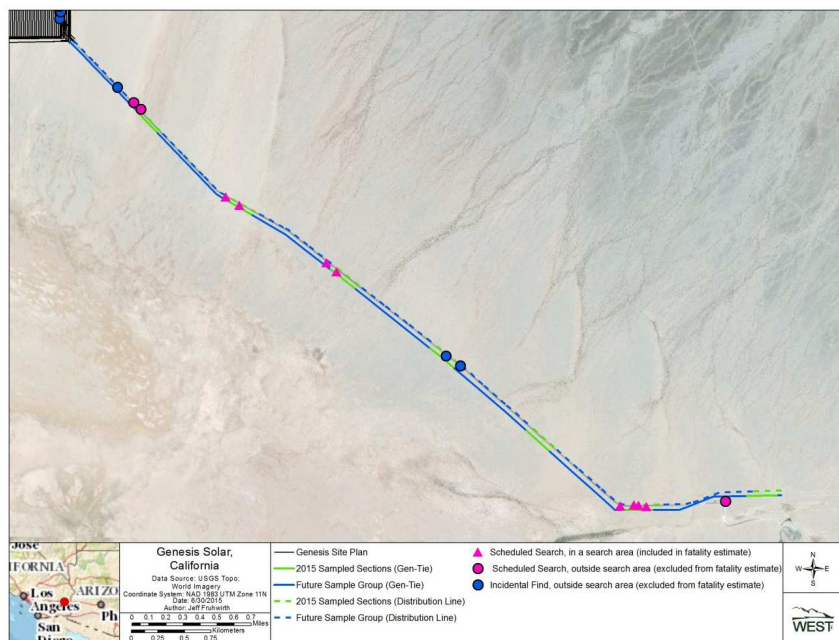 Jose
IFORNIA
Los
Angeles
ARIZO
Ph
San
Diego
Genesis Solar,
California
Data Source: USGS Topo;
World Imagery
Coordinate System: NAD 1983 UTM Zone 11N
Date: 6/30/2015
Author: Jeff Fruhwirth
0 0.1 0.2 0.3 0.4 0.5 0.6 0.7
Miles
Kilometers
0 0.25 0.5 0.75 1
Genesis Site Plan
2015 Sampled Sections (Gen-Tie)
Future Sample Group (Gen-Tie)
2015 Sampled Sections (Distribution Line)
Future Sample Group (Distribution Line)
Scheduled Search, in a search area (included in fatality estimate)
Scheduled Search, outside search area (excluded from fatality estimate)
Incidental Find, outside search area (excluded from fatality estimate)
N
W E
S
WEST